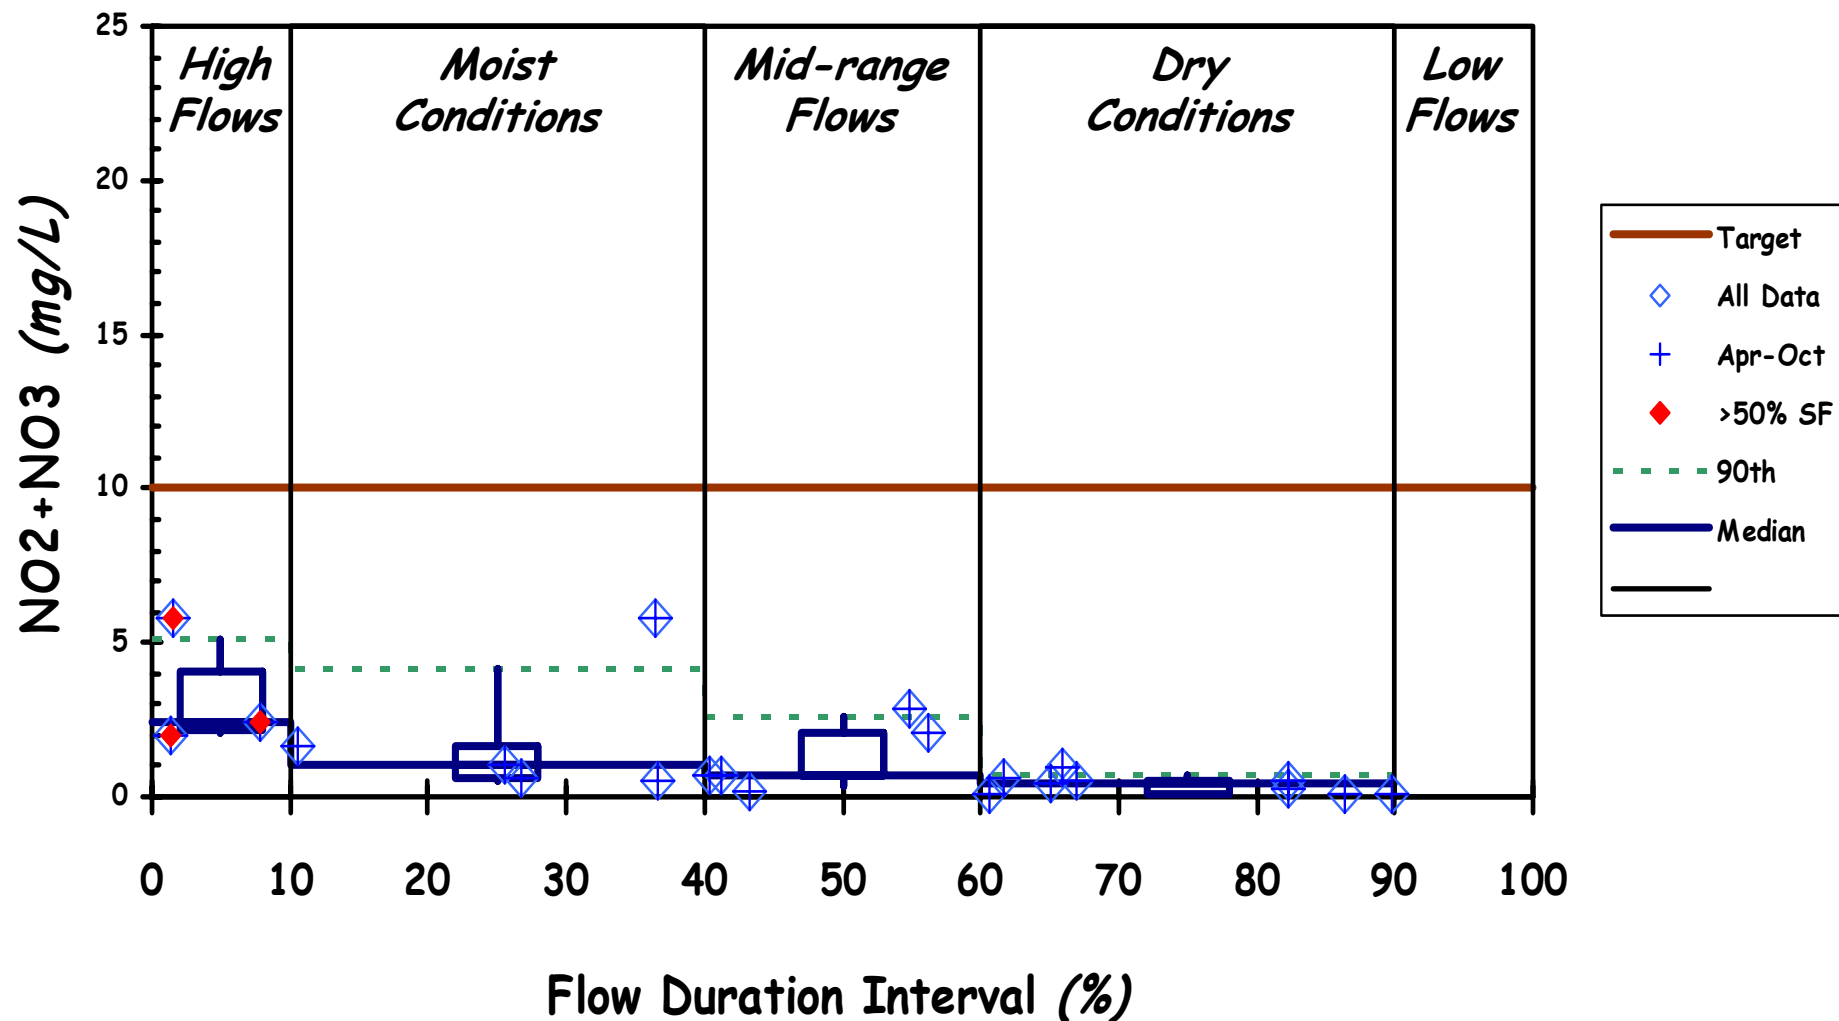 High
Flows
Moist
Conditions
Mid-range
Flows
Dry
Conditions
Low
Flows
25
20
15
10
5
0
NO2+NO3 (mg/L)
0 10 20 30 40 50 60 70 80 90 100
Flow Duration Interval (%)
Target
All Data
Apr-Oct
>50% SF
90th
Median